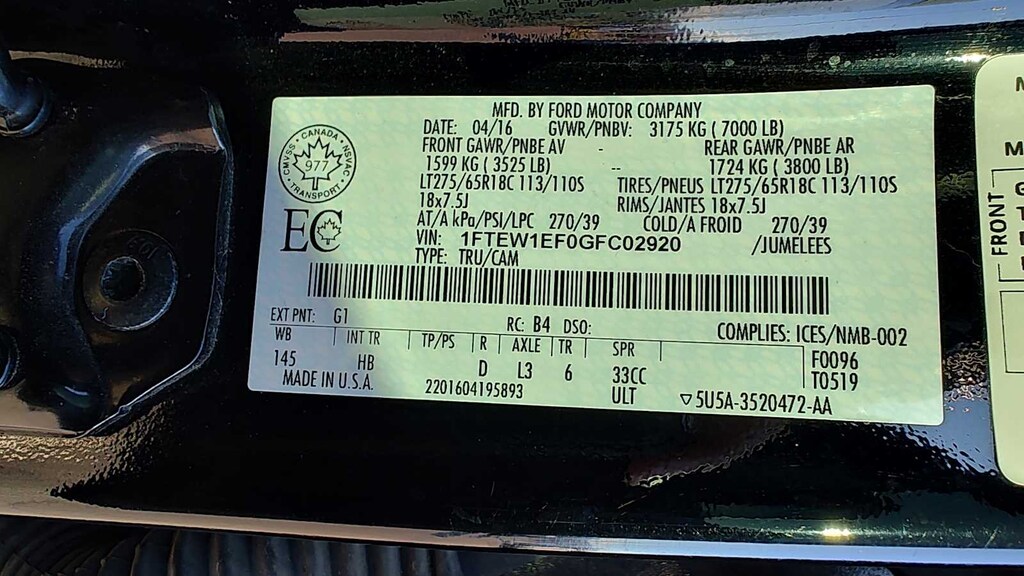 MFD. BY FORD MOTOR COMPANY
DATE: 04/16 GVWR/PNBV: 3175 KG ( 7000 LB)
FRONT GAWR/PNBE AV - REAR GAWR/PNBE AR
1599 KG ( 3525 LB) -- 1724 KG ( 3800 LB)
LT275/65R18C 113/110S TIRES/PNEUS LT275/65R18C 113/110S
18x7.5J RIMS/JANTES 18x7.5J
AT/A kPa/PSI/LPC 270/39 COLD/A FROID 270/39
VIN: 1FTEW1EF0GFC02920 /JUMELEES
TYPE: TRU/CAM
CANADA
CMVSS NSVAC
977
TRANSPORT
EC
EXT PNT: G1 RC: B4 DSO: COMPLIES: ICES/NMB-002
WB INT TR TP/PS R AXLE TR SPR F0096
145 HB D L3 6 33CC T0519
MADE IN U.S.A. 2201604195893 ULT ▽5U5A-3520472-AA
FRONT